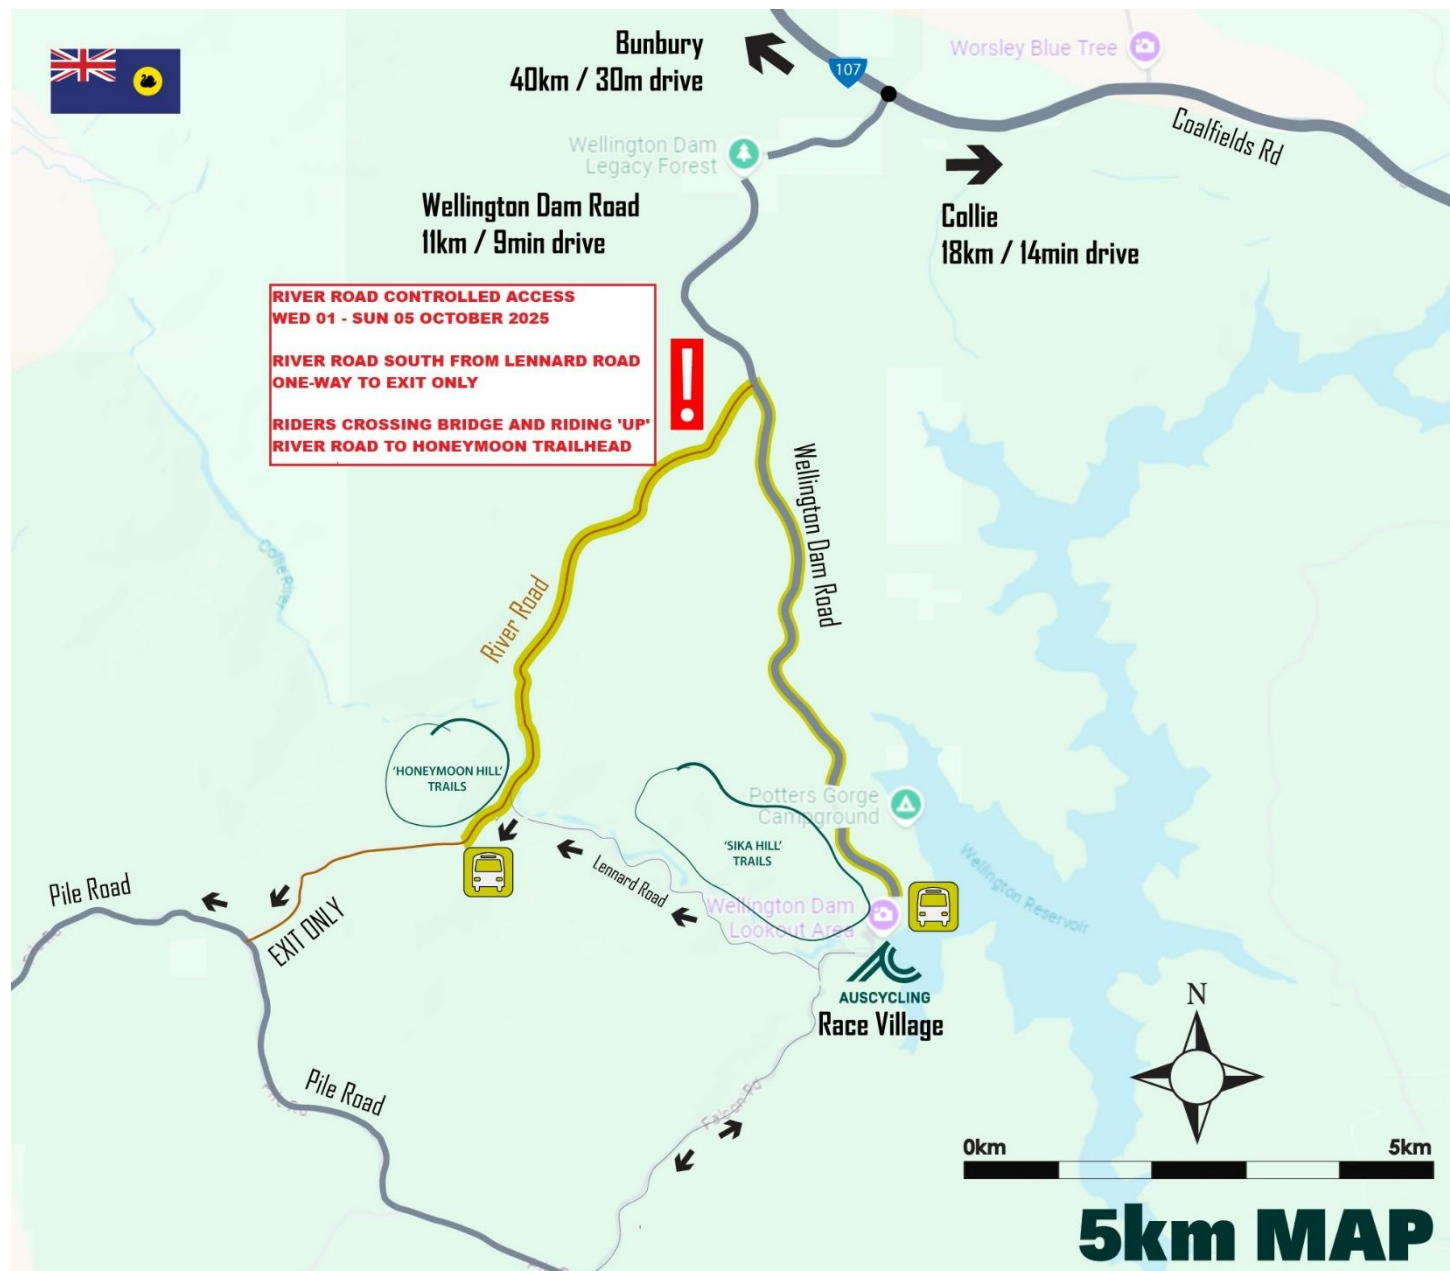 Bunbury
40km / 30m drive
107
Worsley Blue Tree
Coalfields Rd
Wellington Dam
Legacy Forest
Collie
18km / 14min drive
Wellington Dam Road
11km / 9min drive
RIVER ROAD CONTROLLED ACCESS
WED 01 - SUN 05 OCTOBER 2025
RIVER ROAD SOUTH FROM LENNARD ROAD
ONE-WAY TO EXIT ONLY
RIDERS CROSSING BRIDGE AND RIDING 'UP'
RIVER ROAD TO HONEYMOON TRAILHEAD
!
Wellington Dam Road
River Road
'HONEYMOON HILL'
TRAILS
Potters Gorge
Campground
'SIKA HILL'
TRAILS
Lennard Road
Wellington Reservoir
Wellington Dam
Lookout Area
Pile Road
EXIT ONLY
AUSCYCLING
Race Village
N
Pile Road
Falcon Rd
0km
5km
5km MAP